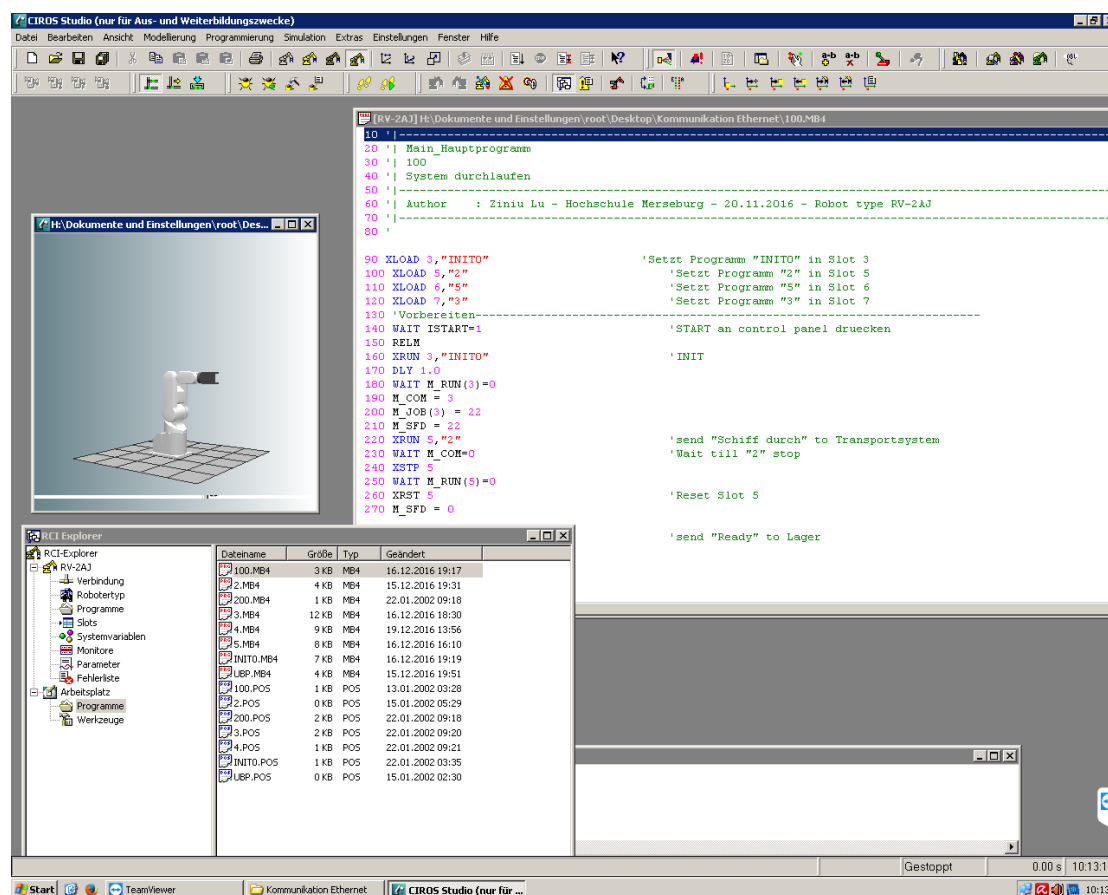 CIROS Studio (nur für Aus- und Weiterbildungszwecke)
Datei Bearbeiten Ansicht Modellierung Programmierung Simulation Extras Einstellungen Fenster Hilfe
[RV-2AJ] H:\Dokumente und Einstellungen\root\Desktop\Kommunikation Ethernet\100.MB4
10 '|------------------------------------------------------------
20 '| Main_Hauptprogramm
30 '| 100
40 '| System durchlaufen
50 '|------------------------------------------------------------
60 '| Author : Ziniu Lu - Hochschule Merseburg - 20.11.2016 - Robot type RV-2AJ
70 '|------------------------------------------------------------
80 '
90 XLOAD 3,"INIT0" 'Setzt Programm "INIT0" in Slot 3
100 XLOAD 5,"2" 'Setzt Programm "2" in Slot 5
110 XLOAD 6,"5" 'Setzt Programm "5" in Slot 6
120 XLOAD 7,"3" 'Setzt Programm "3" in Slot 7
130 'Vorbereiten------------------------------------------------------------
140 WAIT ISTART=1 'START an control panel druecken
150 RELM
160 XRUN 3,"INIT0" 'INIT
170 DLY 1.0
180 WAIT M_RUN(3)=0
190 M_COM = 3
200 M_JOB(3) = 22
210 M_SFD = 22
220 XRUN 5,"2" 'send "Schiff durch" to Transportsystem
230 WAIT M_COM=0 'Wait till "2" stop
240 XSTP 5
250 WAIT M_RUN(5)=0
260 XRST 5 'Reset Slot 5
270 M_SFD = 0
'send "Ready" to Lager
H:\Dokumente und Einstellungen\root\Des...
RCI Explorer
RCI-Explorer
RV-2AJ
Verbindung
Robotertyp
Programme
Slots
Systemvariablen
Monitore
Parameter
Fehlerliste
Arbeitsplatz
Programme
Werkzeuge
Dateiname Größe Typ Geändert
100.MB4 3 KB MB4 16.12.2016 19:17
2.MB4 4 KB MB4 15.12.2016 19:31
200.MB4 1 KB MB4 22.01.2002 09:18
3.MB4 12 KB MB4 16.12.2016 18:30
4.MB4 9 KB MB4 19.12.2016 13:56
5.MB4 8 KB MB4 16.12.2016 16:10
INIT0.MB4 7 KB MB4 16.12.2016 19:19
UBP.MB4 4 KB MB4 15.12.2016 19:51
100.POS 1 KB POS 13.01.2002 03:28
2.POS 0 KB POS 15.01.2002 05:29
200.POS 2 KB POS 22.01.2002 09:18
3.POS 2 KB POS 22.01.2002 09:20
4.POS 1 KB POS 22.01.2002 09:21
INIT0.POS 1 KB POS 22.01.2002 03:35
UBP.POS 0 KB POS 15.01.2002 02:30
Gestoppt 0.00 s 10:13:1
Start TeamViewer Kommunikation Ethernet CIROS Studio (nur für ... 10:13